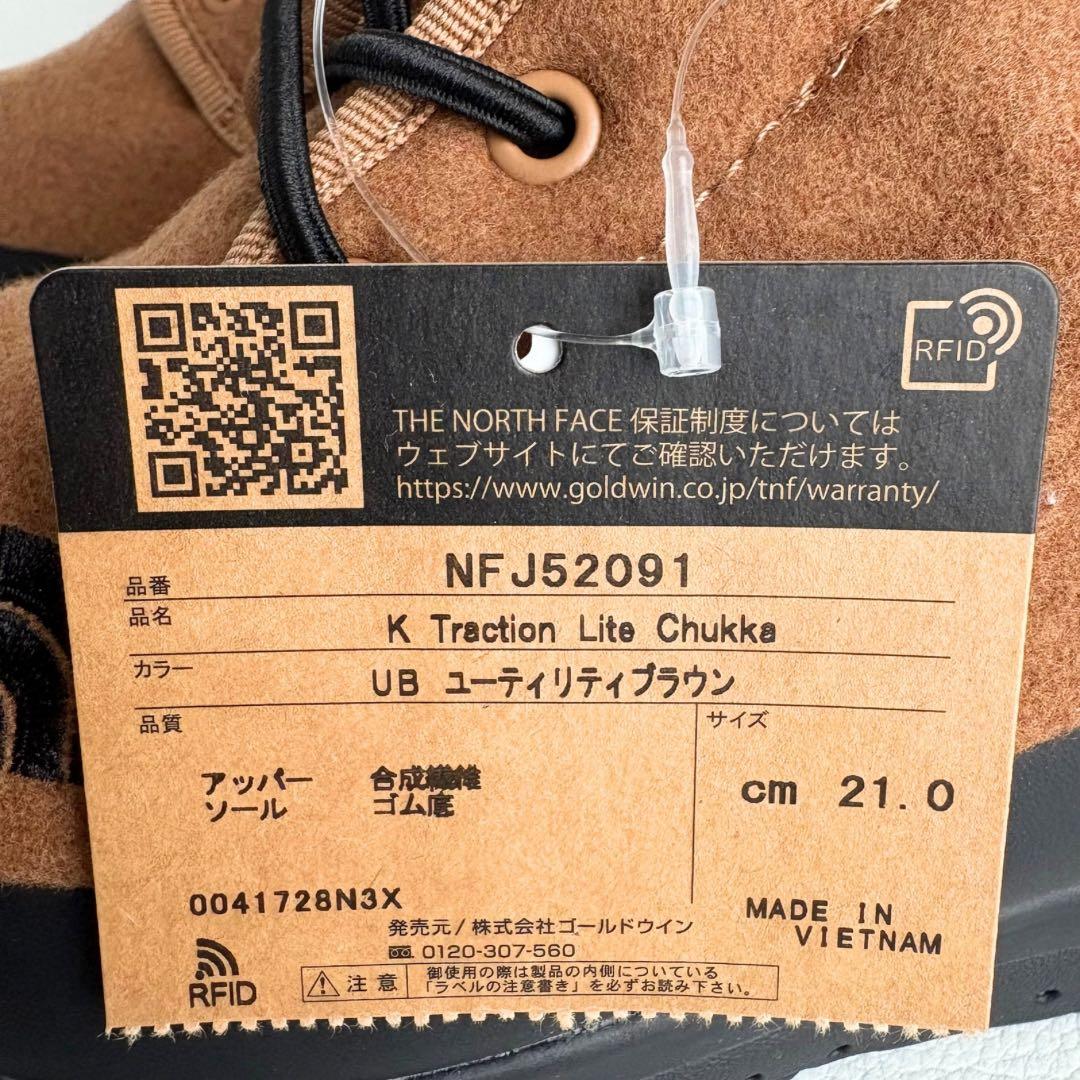 RFID
THE NORTH FACE 保証制度については
ウェブサイトにてご確認いただけます。
https://www.goldwin.co.jp/tnf/warranty/
品番 NFJ52091
品名 K Traction Lite Chukka
カラー UB ユーティリティブラウン
品質
サイズ
アッパー 合成繊維
ソール ゴム底
cm 21.0
0041728N3X
MADE IN
VIETNAM
発売元/株式会社ゴールドウイン
0120-307-560
RFID
注意
御使用の際は製品の内側についている
「ラベルの注意書き」を必ずお読み下さい。